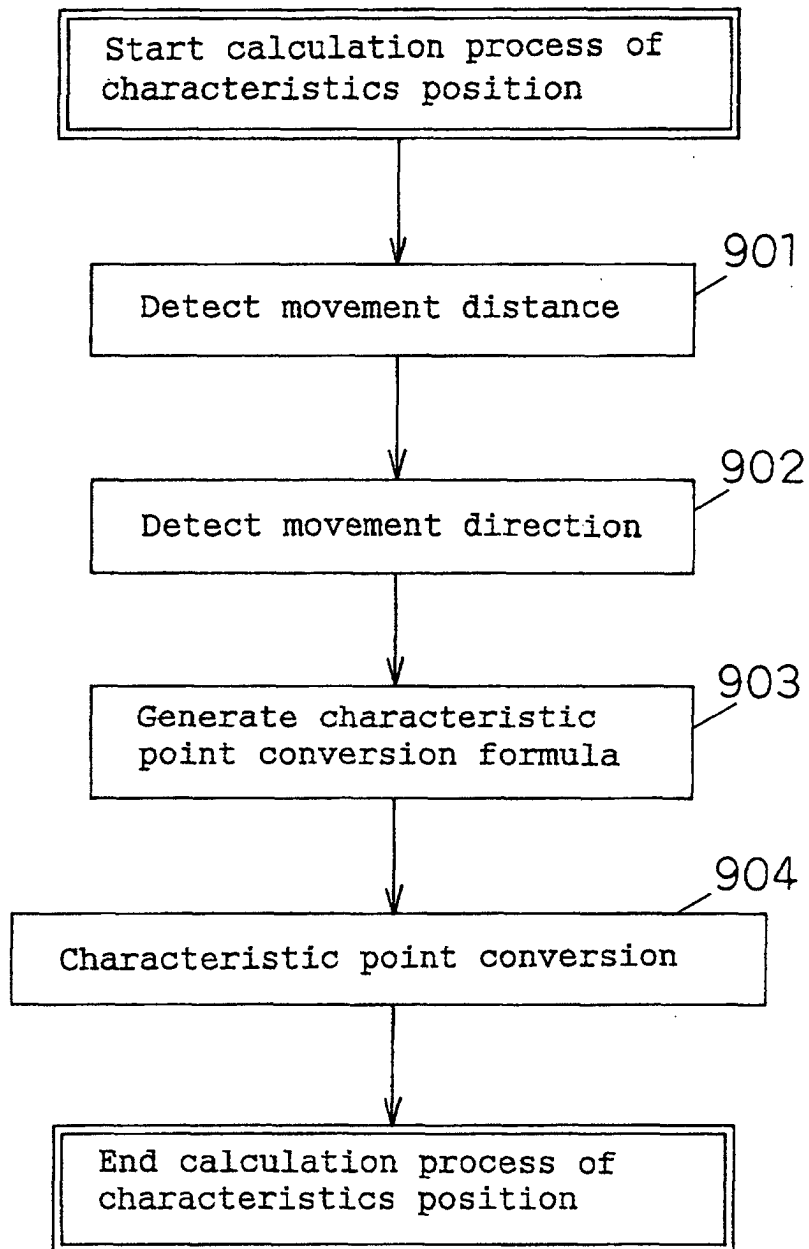 Start calculation process of
characteristics position
901
Detect movement distance
902
Detect movement direction
903
Generate characteristic
point conversion formula
904
Characteristic point conversion
End calculation process of
characteristics position